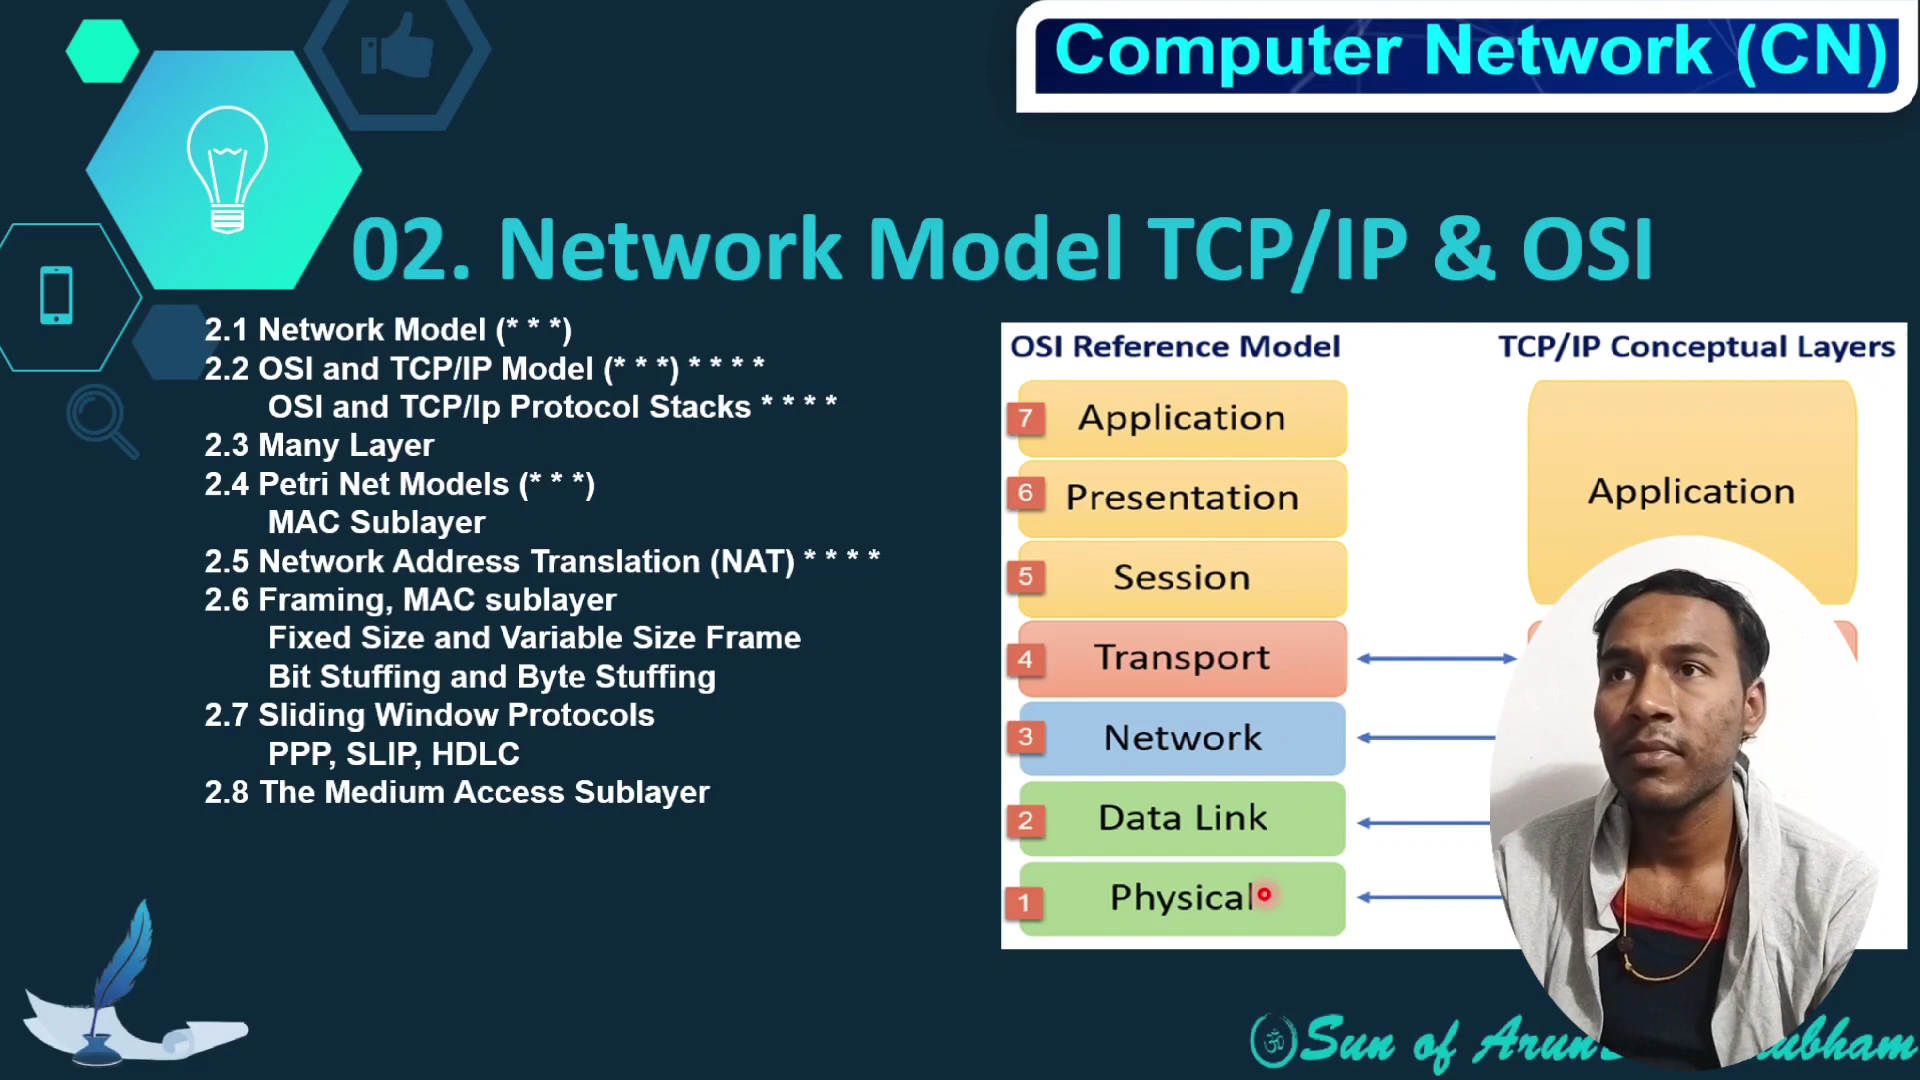 Computer Network (CN)
02. Network Model TCP/IP & OSI
2.1 Network Model (* * *)
2.2 OSI and TCP/IP Model (* * *) * * * *
OSI and TCP/Ip Protocol Stacks * * * *
2.3 Many Layer
2.4 Petri Net Models (* * *)
MAC Sublayer
2.5 Network Address Translation (NAT) * * * *
2.6 Framing, MAC sublayer
Fixed Size and Variable Size Frame
Bit Stuffing and Byte Stuffing
2.7 Sliding Window Protocols
PPP, SLIP, HDLC
2.8 The Medium Access Sublayer
OSI Reference Model
7 Application
6 Presentation
5 Session
4 Transport
3 Network
2 Data Link
1 Physical
TCP/IP Conceptual Layers
Application
ॐ Sun of